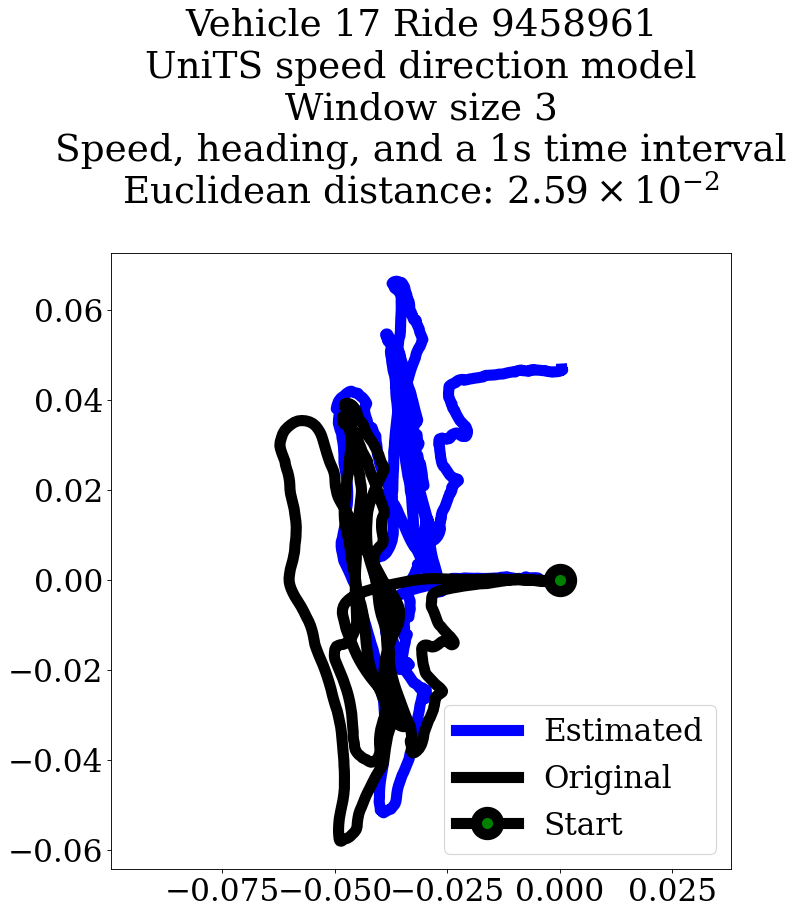 Vehicle 17 Ride 9458961
UniTS speed direction model
Window size 3
Speed, heading, and a 1s time interval
Euclidean distance: 2.59 × 10⁻²
0.06
0.04
0.02
0.00
−0.02
−0.04
−0.06
Estimated
Original
Start
−0.075 −0.050 −0.025 0.000 0.025